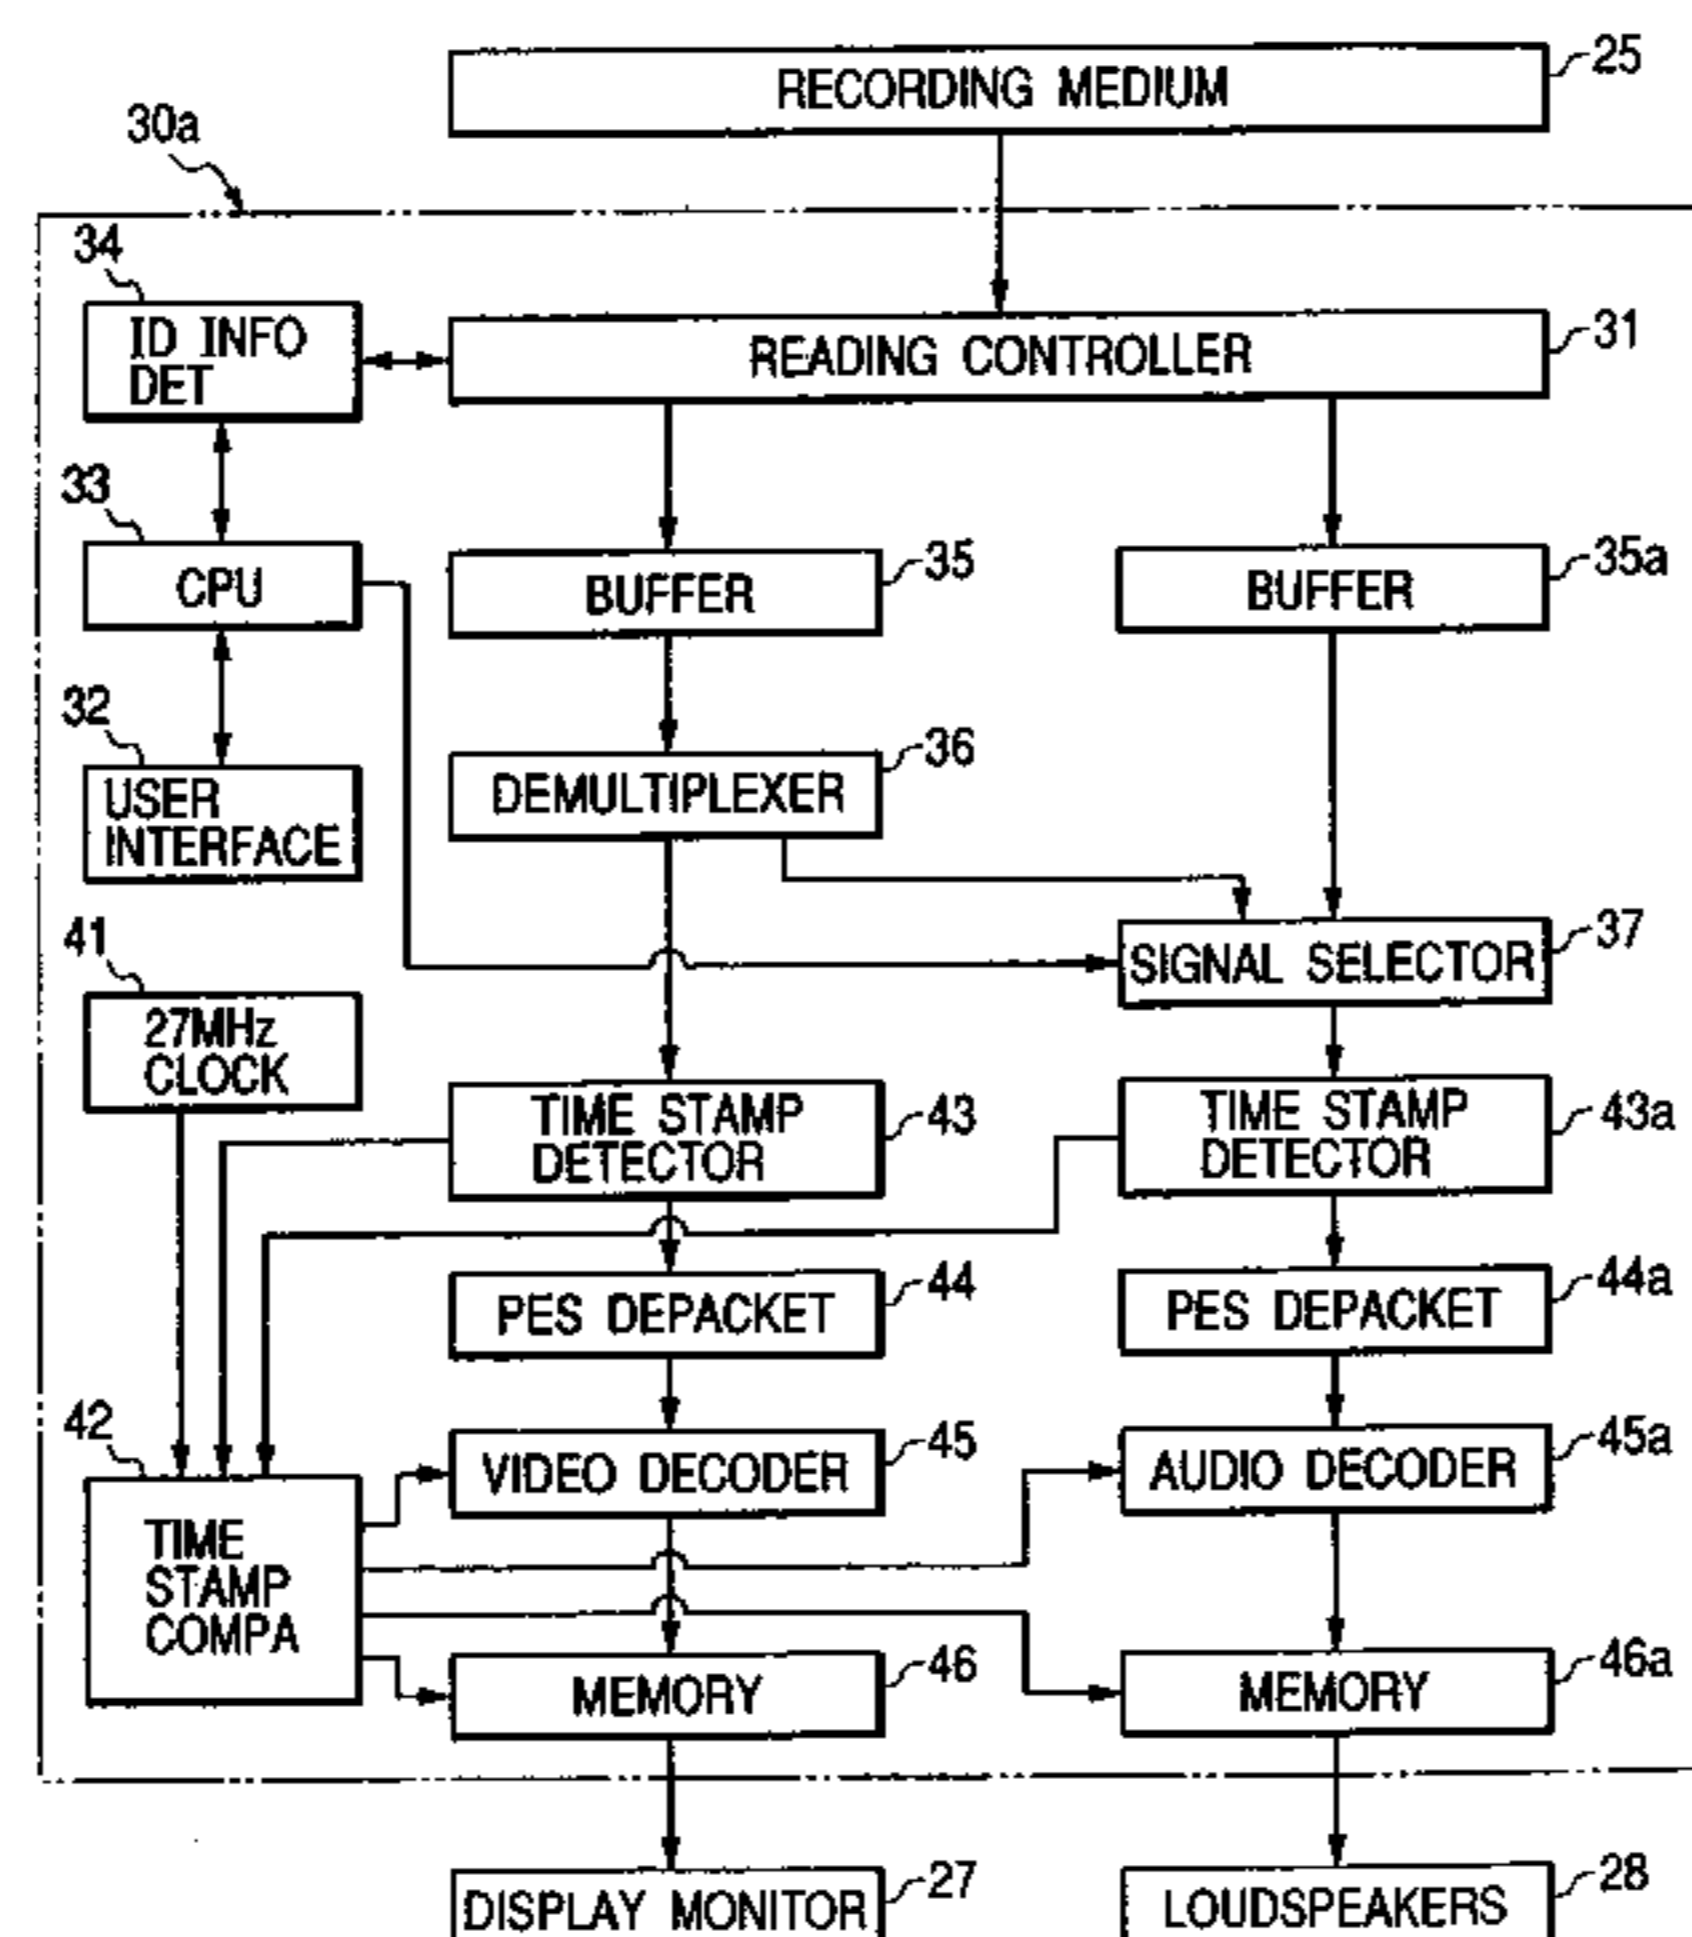 RECORDING MEDIUM
25
30a
34
ID INFO
DET
READING CONTROLLER
31
33
CPU
BUFFER
35
BUFFER
35a
32
USER
INTERFACE
DEMULTIPLEXER
36
41
27MHz
CLOCK
SIGNAL SELECTOR
37
TIME STAMP
DETECTOR
43
TIME STAMP
DETECTOR
43a
PES DEPACKET
44
PES DEPACKET
44a
42
TIME
STAMP
COMPA
VIDEO DECODER
45
AUDIO DECODER
45a
MEMORY
46
MEMORY
46a
DISPLAY MONITOR
27
LOUDSPEAKERS
28